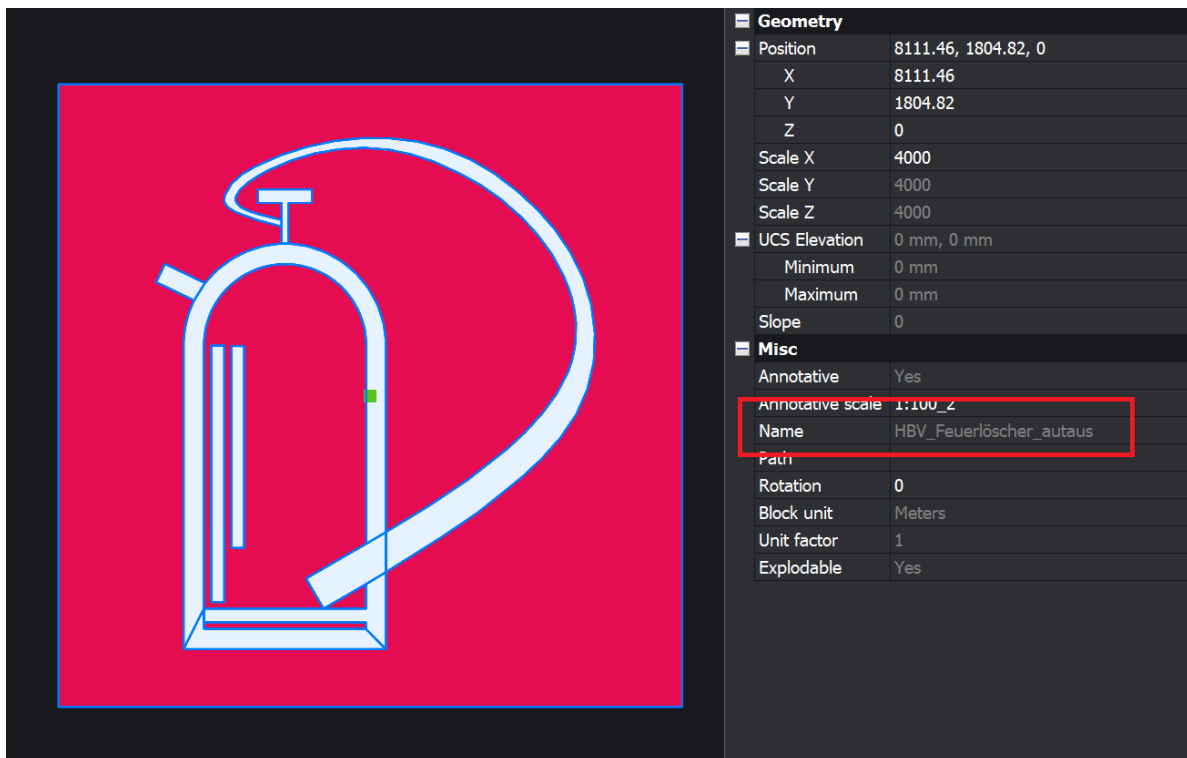 Geometry
Position 8111.46, 1804.82, 0
X 8111.46
Y 1804.82
Z 0
Scale X 4000
Scale Y 4000
Scale Z 4000
UCS Elevation 0 mm, 0 mm
Minimum 0 mm
Maximum 0 mm
Slope 0
Misc
Annotative Yes
Annotative scale 1:100_2
Name HBV_Feuerlöscher_autaus
Path
Rotation 0
Block unit Meters
Unit factor 1
Explodable Yes